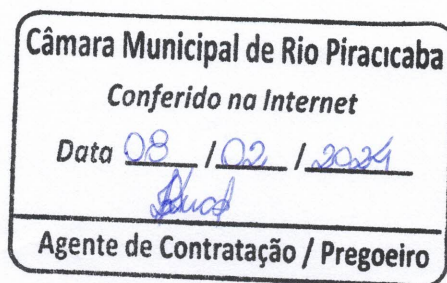 Câmara Municipal de Rio Piracicaba
Conferido na Internet
Data 08 / 02 / 2024
Agente de Contratação / Pregoeiro